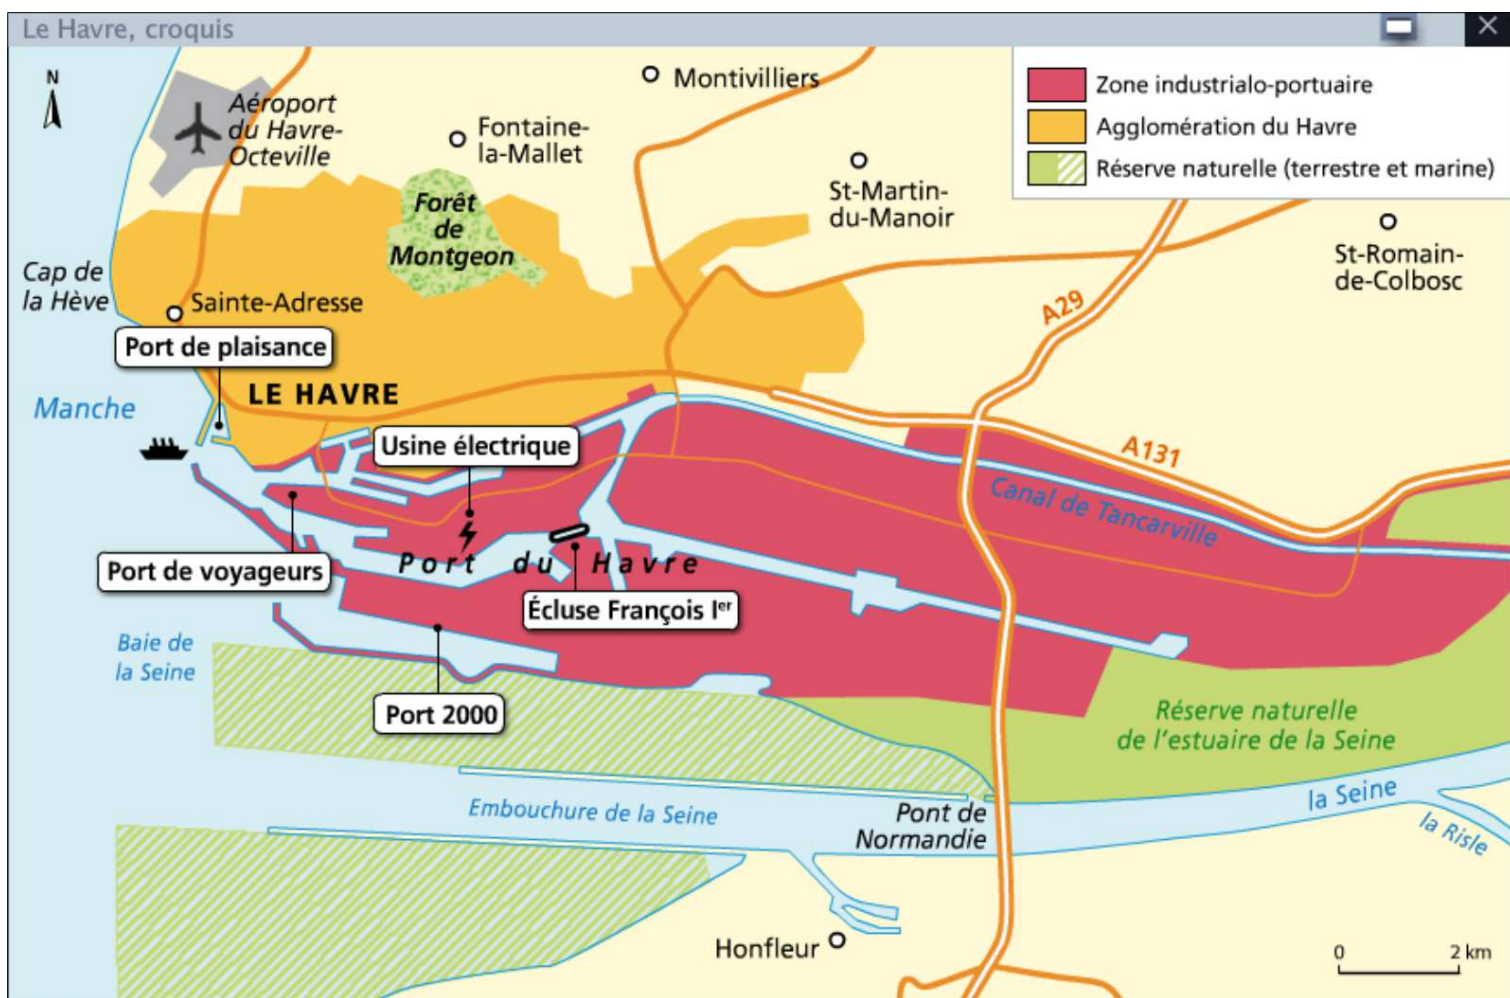 Le Havre, croquis
N
Aéroport
du Havre-
Octeville
Montivilliers
Fontaine-
la-Mallet
St-Martin-
du-Manoir
Zone industrialo-portuaire
Agglomération du Havre
Réserve naturelle (terrestre et marine)
Forêt
de
Montgeon
St-Romain-
de-Colbosc
Cap de
la Hève
Sainte-Adresse
A29
Port de plaisance
LE HAVRE
Manche
Usine électrique
A131
Canal de Tancarville
Port de voyageurs
Port du Havre
Écluse François Ier
Baie de
la Seine
Port 2000
Réserve naturelle
de l'estuaire de la Seine
Embouchure de la Seine
Pont de
Normandie
la Seine
la Risle
Honfleur
0 2 km